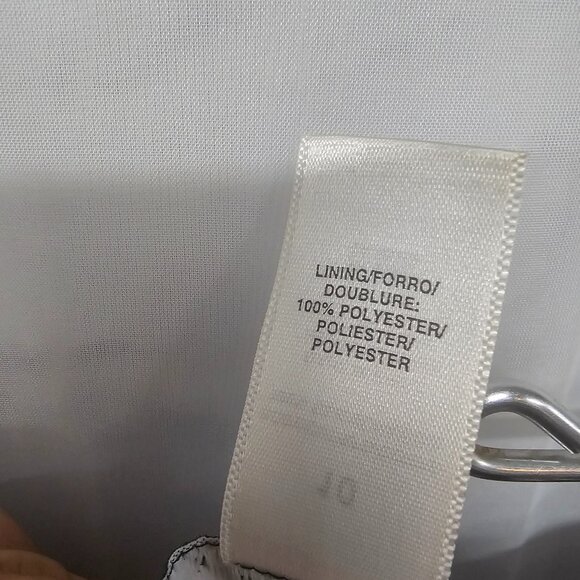 LINING/FORRO/
DOUBLURE:
100% POLYESTER/
POLIESTER/
POLYESTER